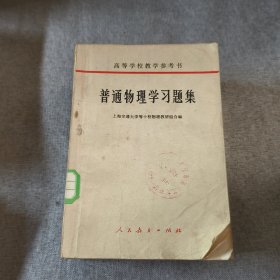 高等学校教学参考书
普通物理学习题集
上海交通大学等十校物理教研组合编
人民教育出版社